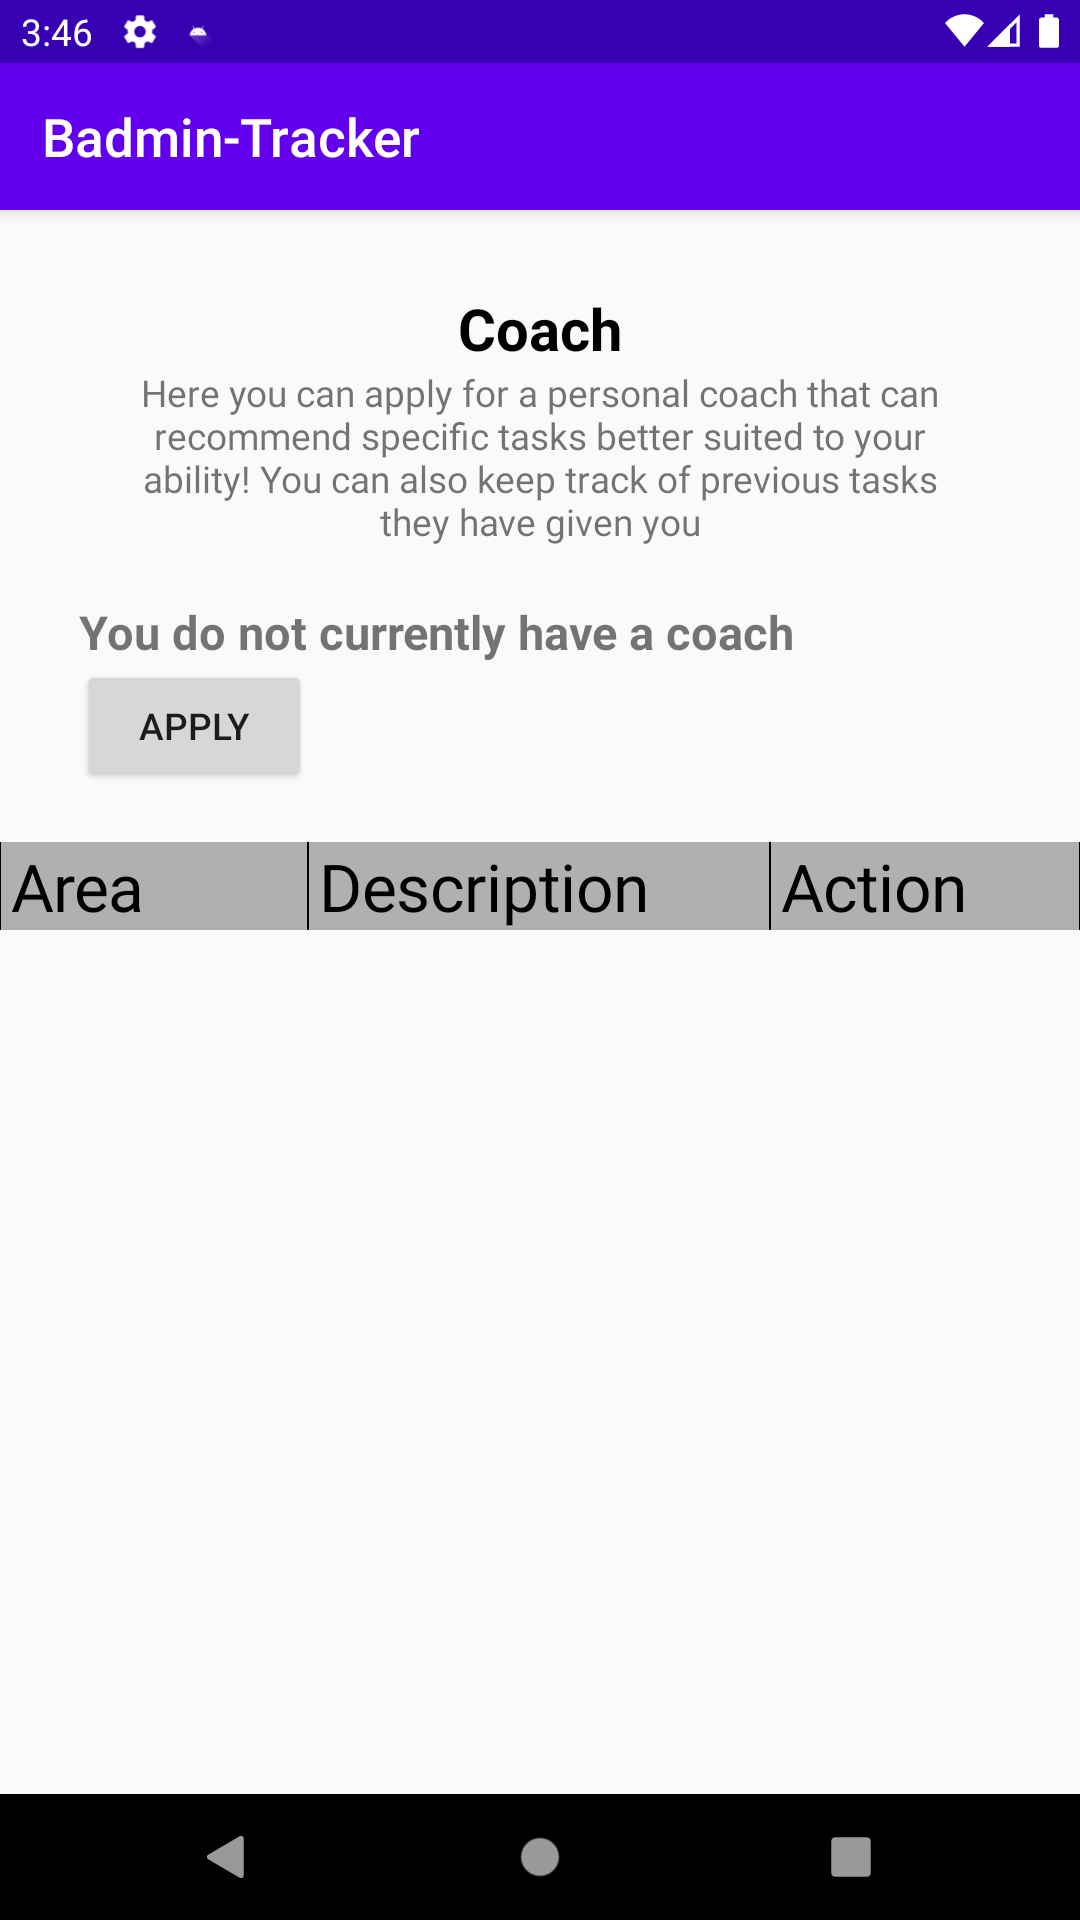 3:46
Badmin-Tracker
Coach
Here you can apply for a personal coach that can
recommend specific tasks better suited to your
ability! You can also keep track of previous tasks
they have given you
You do not currently have a coach
APPLY
Area Description Action